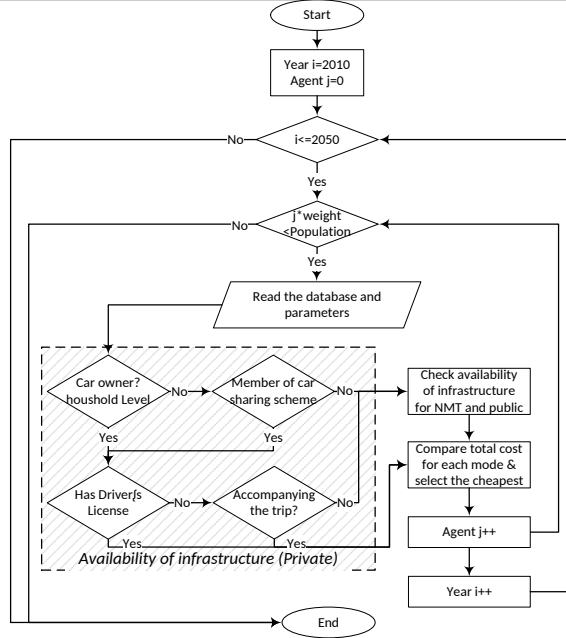 Start
Year i=2010
Agent j=0
No
i<=2050
Yes
No
j*weight
<Population
Yes
Read the database and
parameters
Car owner?
houshold Level
No
Member of car
sharing scheme
No
Check availability
of infrastructure
for NMT and public
Yes
Yes
Compare total cost
for each mode &
select the cheapest
Has Driver∫s
License
No
Accompanying
the trip?
No
Agent j++
Yes
Yes
Availability of infrastructure (Private)
Year i++
End